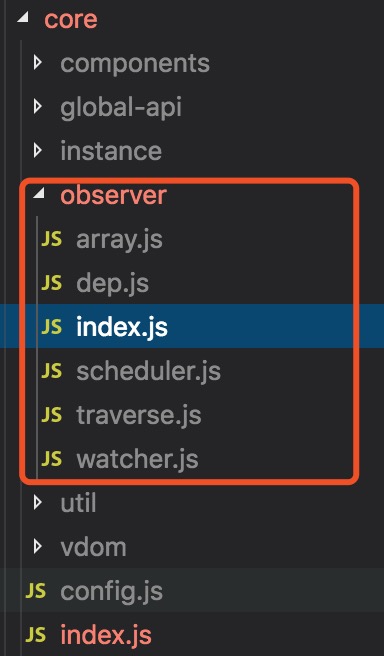 core
components
global-api
instance
observer
JS array.js
JS dep.js
JS index.js
JS scheduler.js
JS traverse.js
JS watcher.js
util
vdom
JS config.js
JS index.js